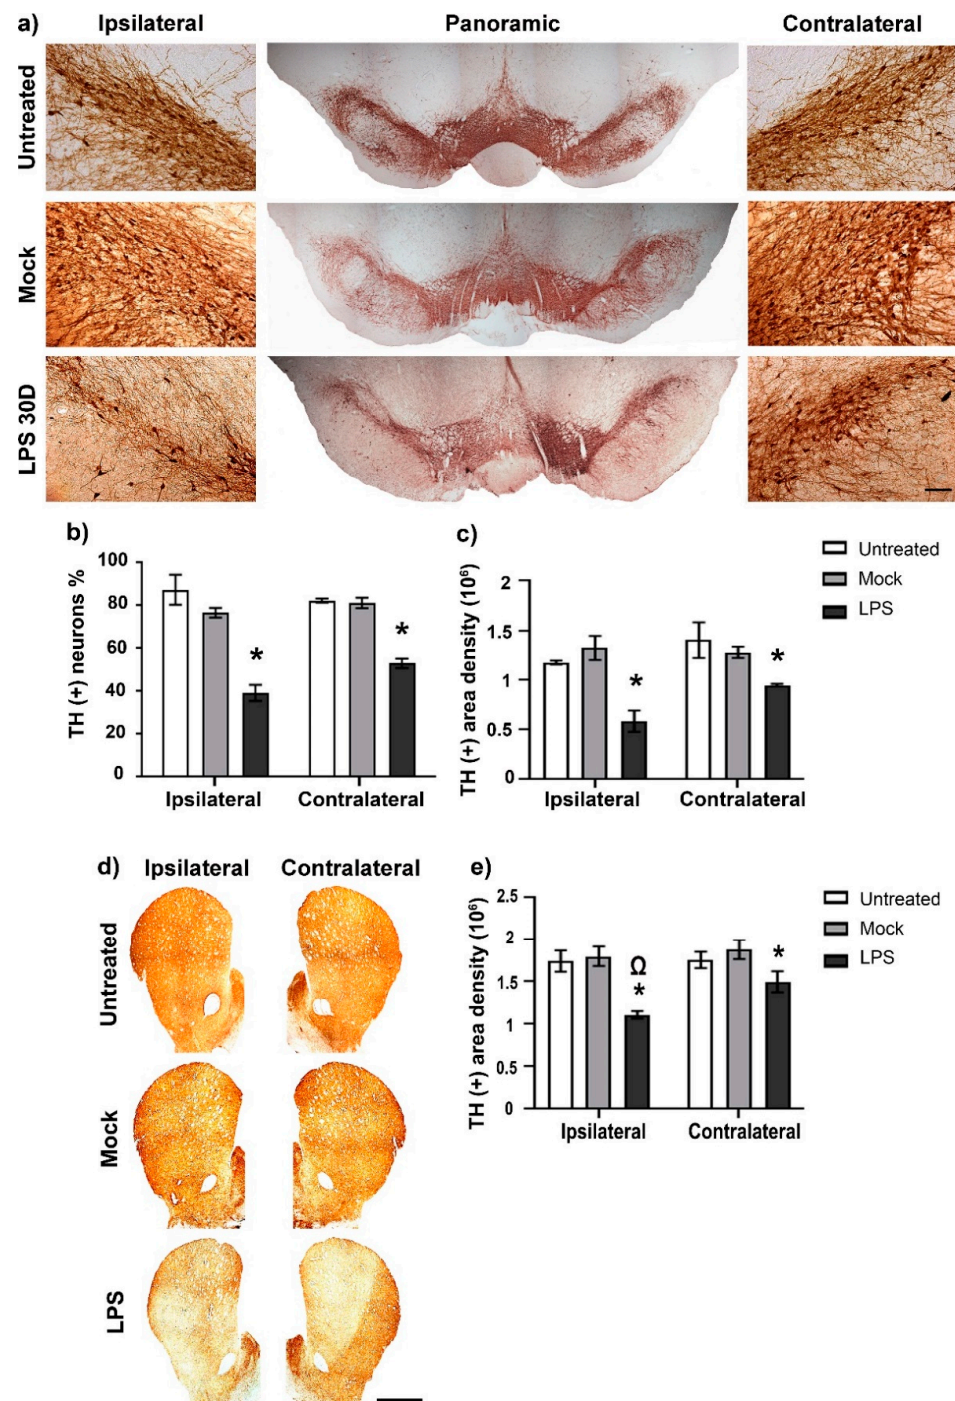 a) Ipsilateral Panoramic Contralateral
Untreated
Mock
LPS 30D
b)
TH (+) neurons %
100
80
60
40
20
0
*
*
Ipsilateral Contralateral
c)
TH (+) area density (10⁶)
2
1.5
1
0.5
0
*
*
Ipsilateral Contralateral
Untreated
Mock
LPS
d) Ipsilateral Contralateral
Untreated
Mock
LPS
e)
TH (+) area density (10⁶)
2.5
2
1.5
1
0.5
0
Ω
*
*
Ipsilateral Contralateral
Untreated
Mock
LPS